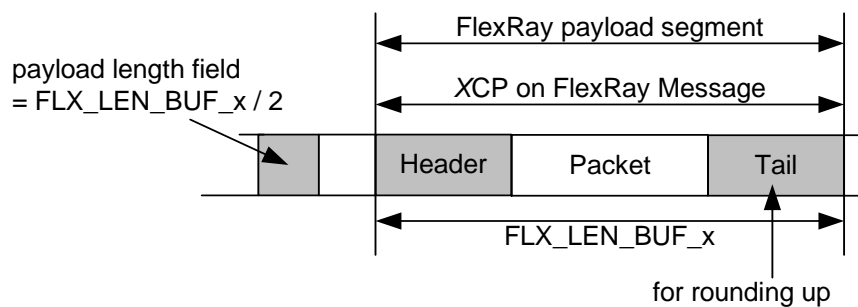 FlexRay payload segment
payload length field
= FLX_LEN_BUF_x / 2
XCP on FlexRay Message
Header
Packet
Tail
FLX_LEN_BUF_x
for rounding up